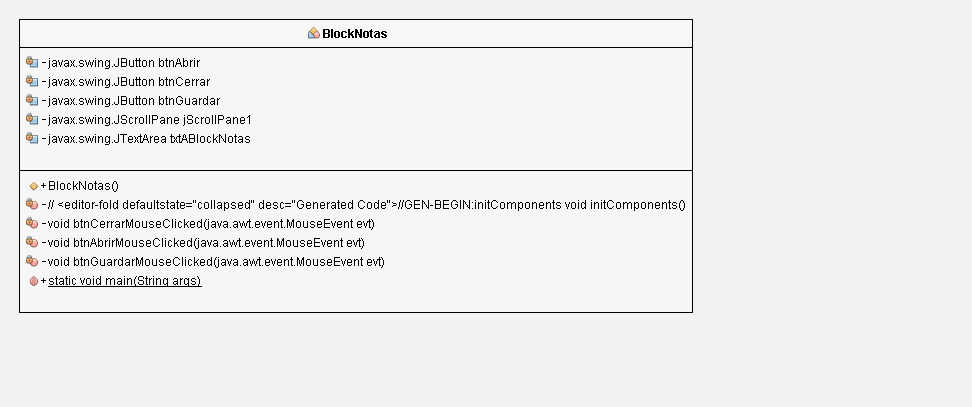 BlockNotas
-javax.swing.JButton btnAbrir
-javax.swing.JButton btnCerrar
-javax.swing.JButton btnGuardar
-javax.swing.JScrollPane jScrollPane1
-javax.swing.JTextArea txtABlockNotas
+BlockNotas()
-// <editor-fold defaultstate="collapsed" desc="Generated Code">//GEN-BEGIN:initComponents void initComponents()
-void btnCerrarMouseClicked(java.awt.event.MouseEvent evt)
-void btnAbrirMouseClicked(java.awt.event.MouseEvent evt)
-void btnGuardarMouseClicked(java.awt.event.MouseEvent evt)
+static void main(String args)